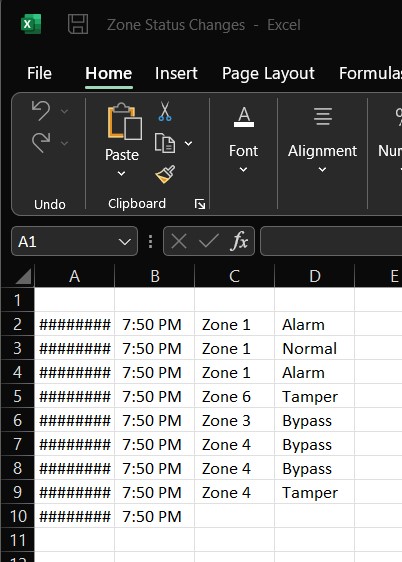 Zone Status Changes - Excel
File Home Insert Page Layout Formulas
Undo
Paste
Clipboard
Font
Alignment
Num
A1
fx
A B C D E
1
2 ######## 7:50 PM Zone 1 Alarm
3 ######## 7:50 PM Zone 1 Normal
4 ######## 7:50 PM Zone 1 Alarm
5 ######## 7:50 PM Zone 6 Tamper
6 ######## 7:50 PM Zone 3 Bypass
7 ######## 7:50 PM Zone 4 Bypass
8 ######## 7:50 PM Zone 4 Bypass
9 ######## 7:50 PM Zone 4 Tamper
10 ######## 7:50 PM
11